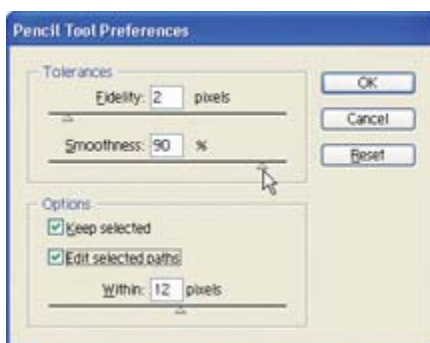 Pencil Tool Preferences
Tolerances
Fidelity: 2 pixels
Smoothness: 90 %
OK
Cancel
Reset
Options
Keep selected
Edit selected paths
Within: 12 pixels